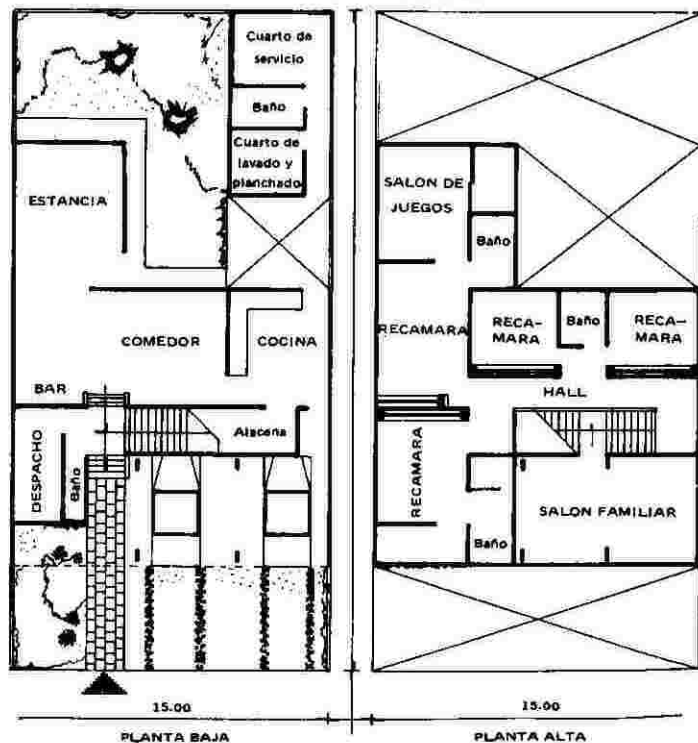 Cuarto de
servicio
Baño
Cuarto de
lavado y
planchado
ESTANCIA
COMEDOR
COCINA
BAR
Alacena
DESPACHO
Baño
15.00
PLANTA BAJA
SALON DE
JUEGOS
Baño
RECAMARA
RECA-
MARA
Baño
RECA-
MARA
HALL
RECAMARA
Baño
SALON FAMILIAR
15.00
PLANTA ALTA